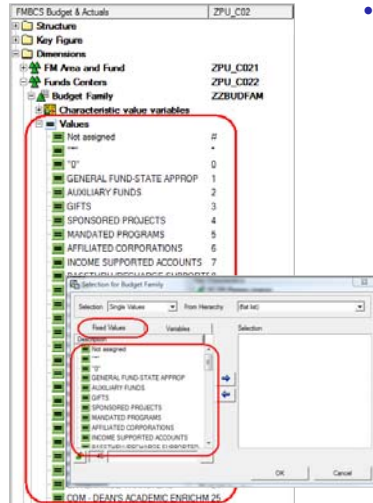 FMBCS Budget & Actuals ZPU_C02
Structure
Key Figure
Dimensions
FM Area and Fund ZPU_C021
Funds Centers ZPU_C022
Budget Family ZZBUDFAM
Characteristic value variables
Values
Not assigned #
"0" 0
GENERAL FUND-STATE APPROP 1
AUXILIARY FUNDS 2
GIFTS 3
SPONSORED PROJECTS 4
MANDATED PROGRAMS 5
AFFILIATED CORPORATIONS 6
INCOME SUPPORTED ACCOUNTS 7
Selection for Budget Family
Selection Single Values From Hierarchy (flat list)
Fixed Values Variables Selection
Description
Not assigned
"0"
GENERAL FUND-STATE APPROP
AUXILIARY FUNDS
GIFTS
SPONSORED PROJECTS
MANDATED PROGRAMS
AFFILIATED CORPORATIONS
INCOME SUPPORTED ACCOUNTS
OK Cancel
COM - DEAN'S ACADEMIC ENRICHM 25